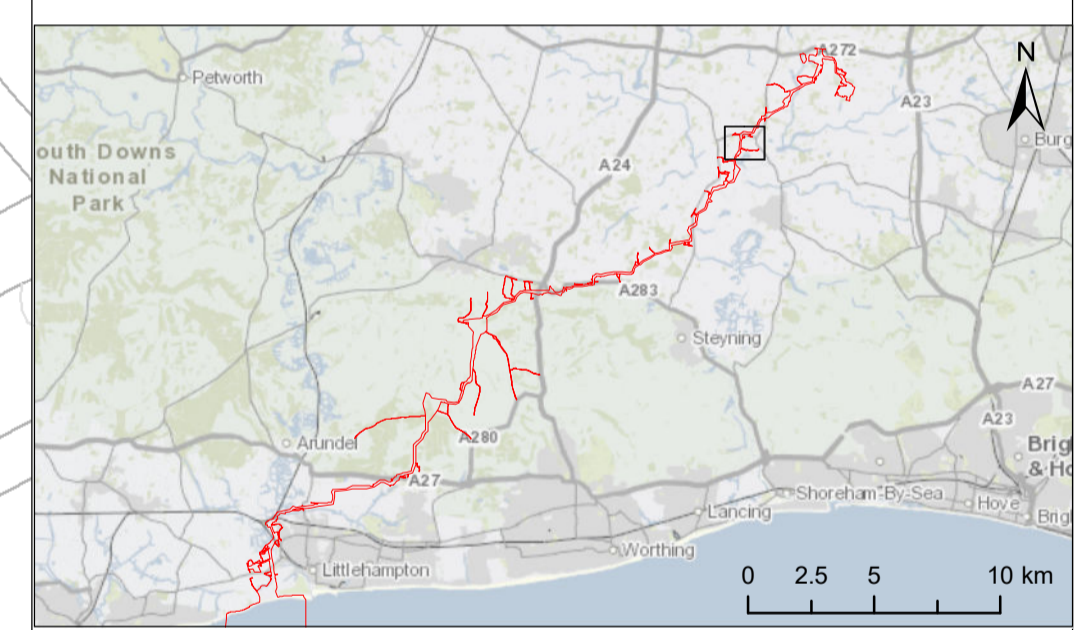 A272
N
Petworth
A23
Burg
outh Downs
National
Park
A24
A283
Steyning
A27
A23
Arundel
A280
Brig
& Ho
A27
Shoreham-By-Sea
Hove
Lancing
Brigl
Worthing
Littlehampton
0 2.5 5 10 km